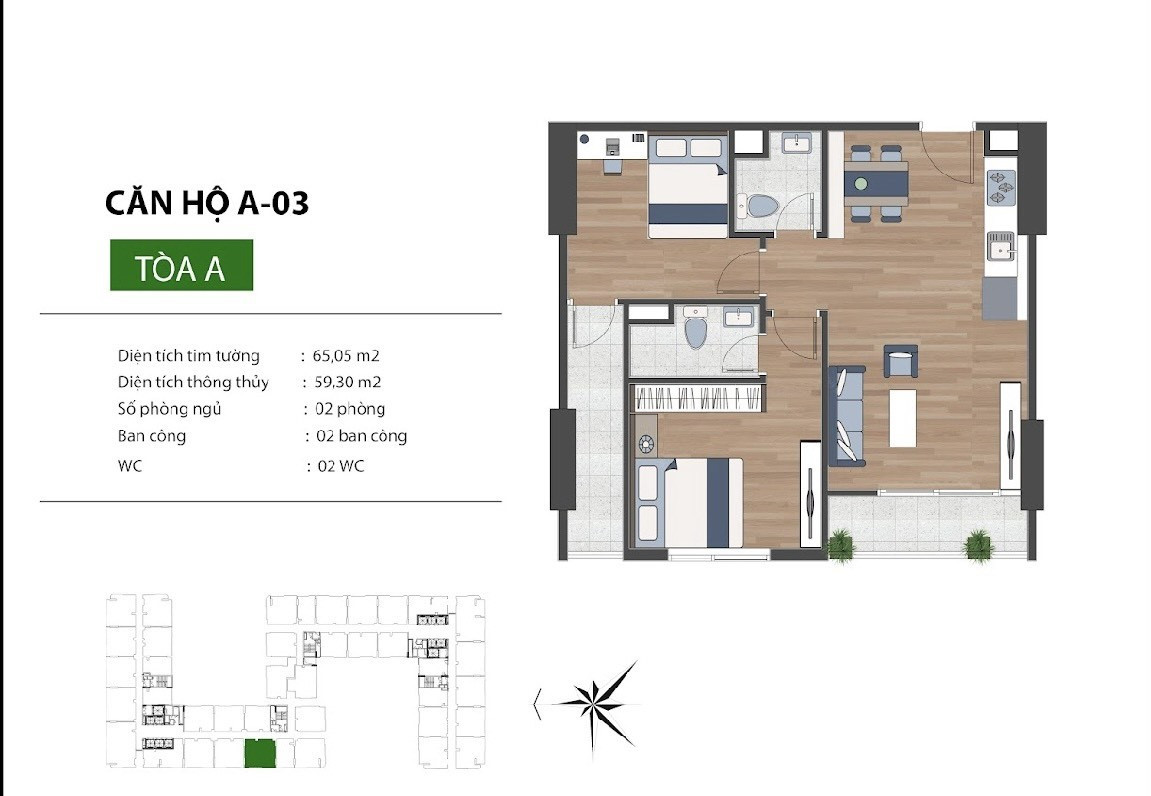 CĂN HỘ A-03
TÒA A
Diện tích tim tường : 65,05 m2
Diện tích thông thủy : 59,30 m2
Số phòng ngủ : 02 phòng
Ban công : 02 ban công
WC : 02 WC